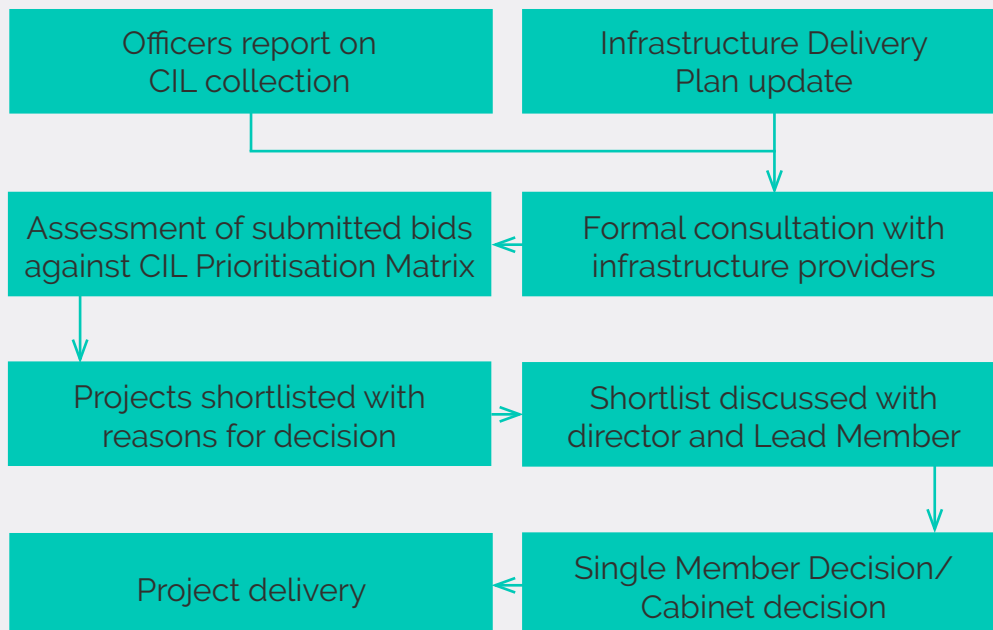 Officers report on
CIL collection
Infrastructure Delivery
Plan update
Assessment of submitted bids
against CIL Prioritisation Matrix
Formal consultation with
infrastructure providers
Projects shortlisted with
reasons for decision
Shortlist discussed with
director and Lead Member
Project delivery
Single Member Decision/
Cabinet decision